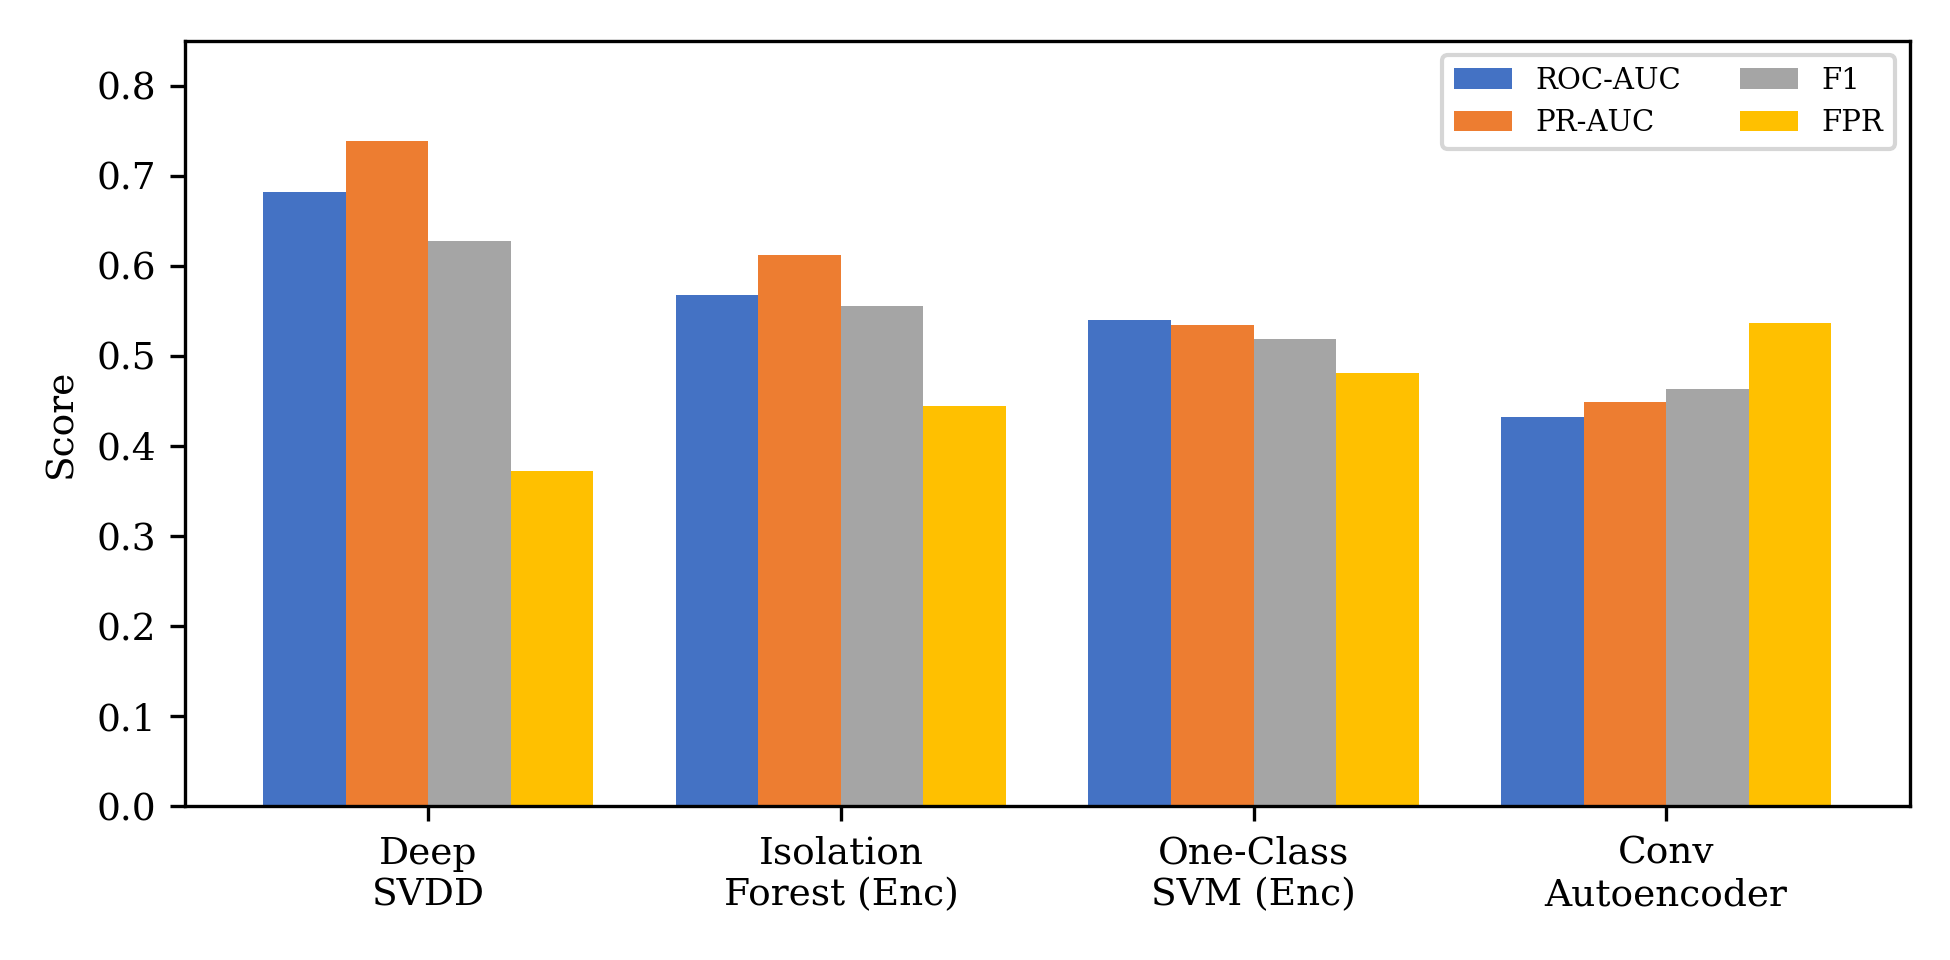 ROC-AUC
PR-AUC
F1
FPR
Score
0.8
0.7
0.6
0.5
0.4
0.3
0.2
0.1
0.0
Deep
SVDD
Isolation
Forest (Enc)
One-Class
SVM (Enc)
Conv
Autoencoder